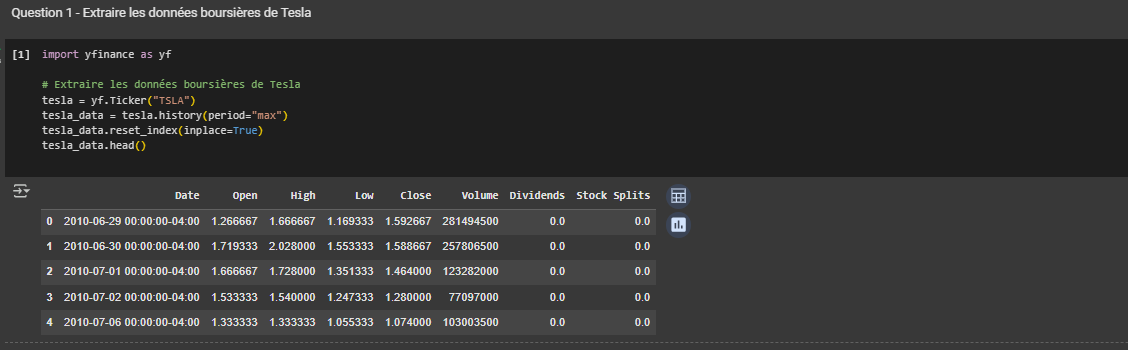 Question 1 - Extraire les données boursières de Tesla
[1] import yfinance as yf
# Extraire les données boursières de Tesla
tesla = yf.Ticker("TSLA")
tesla_data = tesla.history(period="max")
tesla_data.reset_index(inplace=True)
tesla_data.head()
Date Open High Low Close Volume Dividends Stock Splits
0 2010-06-29 00:00:00-04:00 1.266667 1.666667 1.169333 1.592667 281494500 0.0 0.0
1 2010-06-30 00:00:00-04:00 1.719333 2.028000 1.553333 1.588667 257806500 0.0 0.0
2 2010-07-01 00:00:00-04:00 1.666667 1.728000 1.351333 1.464000 123282000 0.0 0.0
3 2010-07-02 00:00:00-04:00 1.533333 1.540000 1.247333 1.280000 77097000 0.0 0.0
4 2010-07-06 00:00:00-04:00 1.333333 1.333333 1.055333 1.074000 103003500 0.0 0.0